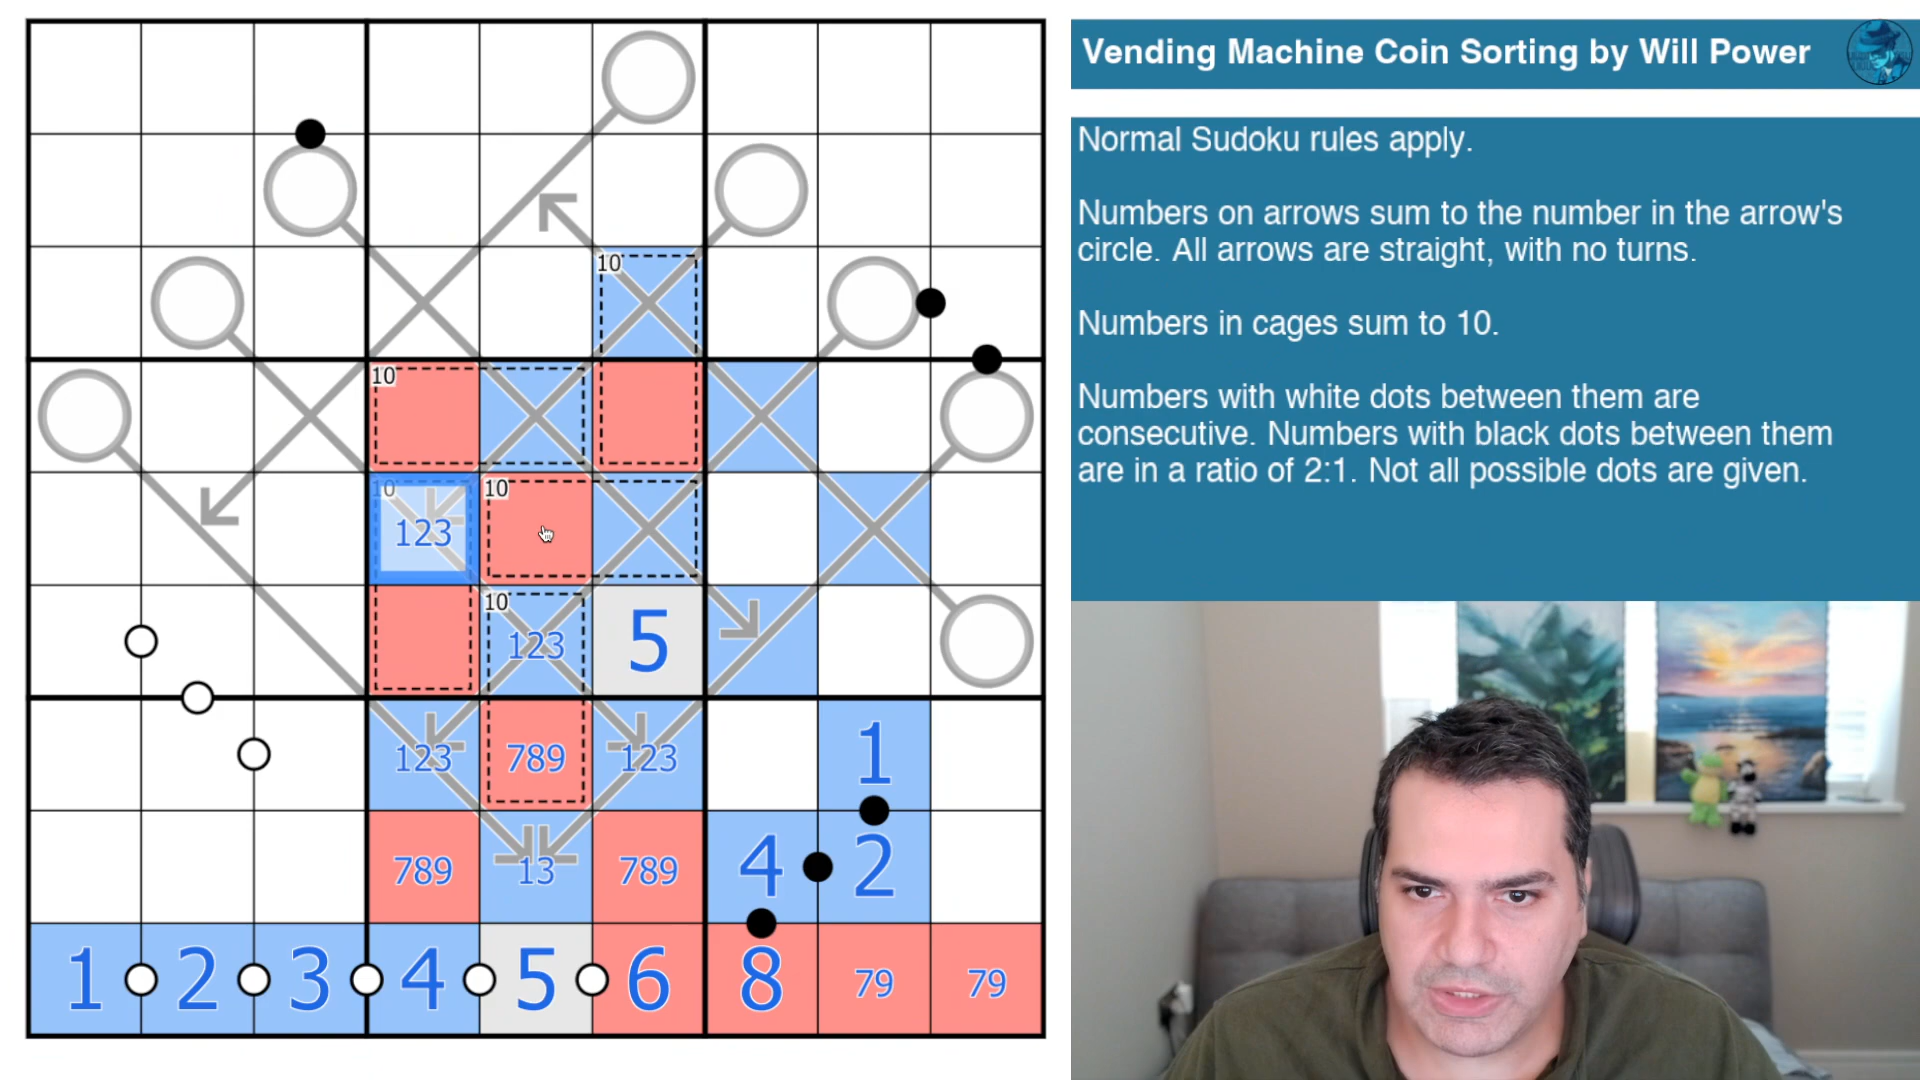 Vending Machine Coin Sorting by Will Power
Normal Sudoku rules apply.
Numbers on arrows sum to the number in the arrow's
circle. All arrows are straight, with no turns.
Numbers in cages sum to 10.
Numbers with white dots between them are
consecutive. Numbers with black dots between them
are in a ratio of 2:1. Not all possible dots are given.
10
10
10 10
123
10
123 5
123 789 123 1
789 13 789 4 2
1 2 3 4 5 6 8 79 79